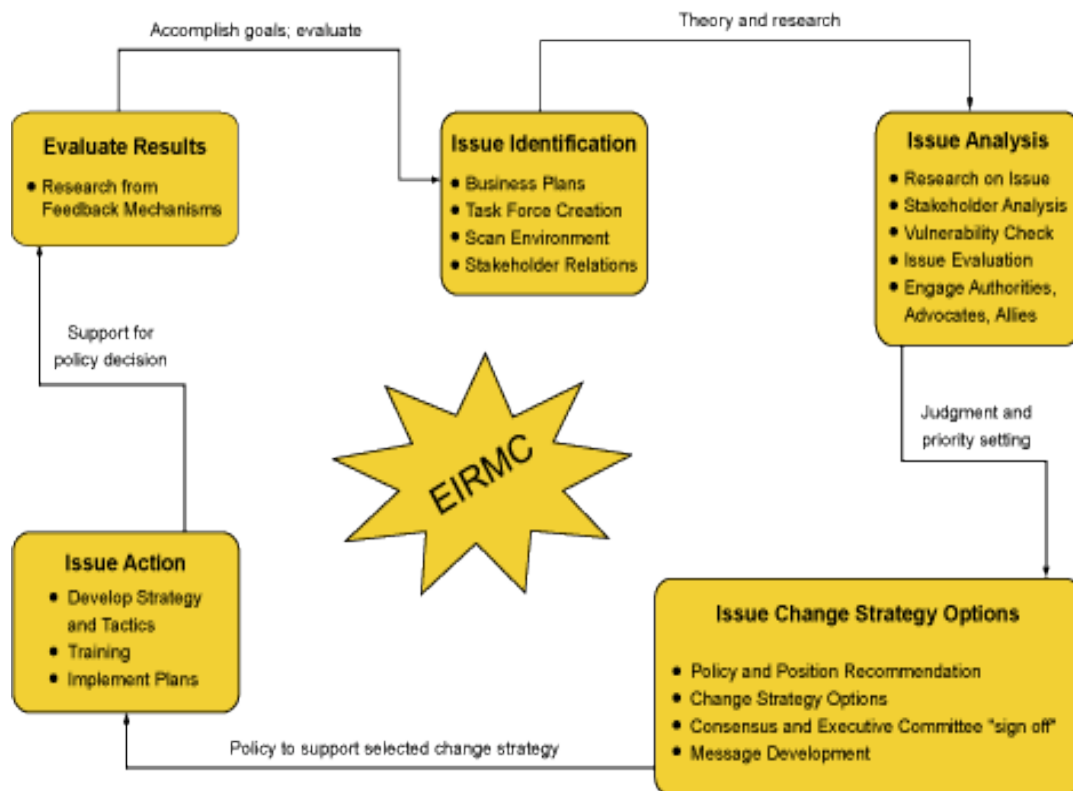 Accomplish goals; evaluate
Theory and research
Evaluate Results
● Research from
Feedback Mechanisms
Issue Identification
● Business Plans
● Task Force Creation
● Scan Environment
● Stakeholder Relations
Issue Analysis
● Research on Issue
● Stakeholder Analysis
● Vulnerability Check
● Issue Evaluation
● Engage Authorities,
Advocates, Allies
Support for
policy decision
EIRMC
Judgment and
priority setting
Issue Action
● Develop Strategy
and Tactics
● Training
● Implement Plans
Issue Change Strategy Options
● Policy and Position Recommendation
● Change Strategy Options
● Consensus and Executive Committee "sign off"
● Message Development
Policy to support selected change strategy